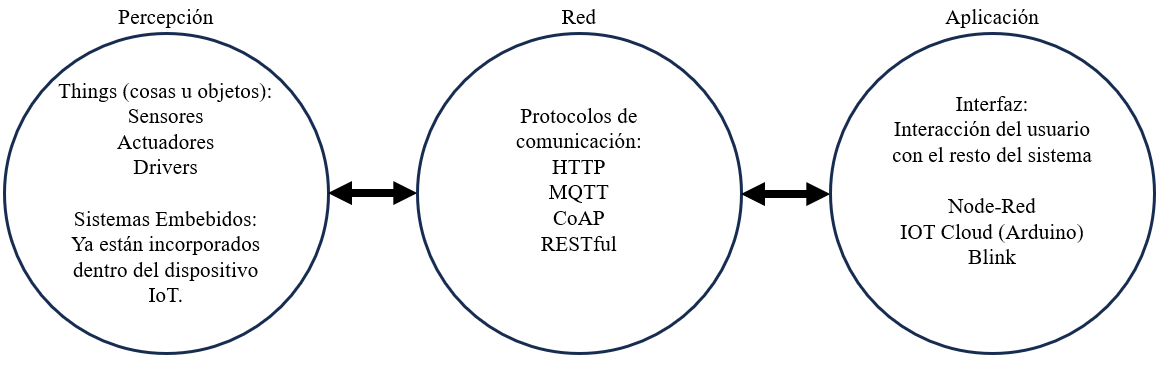 Percepción
Things (cosas u objetos):
Sensores
Actuadores
Drivers
Sistemas Embebidos:
Ya están incorporados
dentro del dispositivo
IoT.
Red
Protocolos de
comunicación:
HTTP
MQTT
CoAP
RESTful
Aplicación
Interfaz:
Interacción del usuario
con el resto del sistema
Node-Red
IOT Cloud (Arduino)
Blink